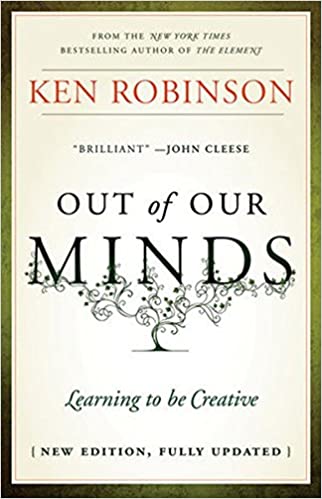 FROM THE NEW YORK TIMES
BESTSELLING AUTHOR OF THE ELEMENT
KEN ROBINSON
"BRILLIANT" —JOHN CLEESE
OUT of OUR
MINDS
Learning to be Creative
{ NEW EDITION, FULLY UPDATED }